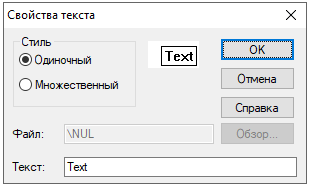 Свойства текста
Стиль
Одиночный
Множественный
Text
OK
Отмена
Справка
Файл:
\NUL
Обзор...
Текст:
Text